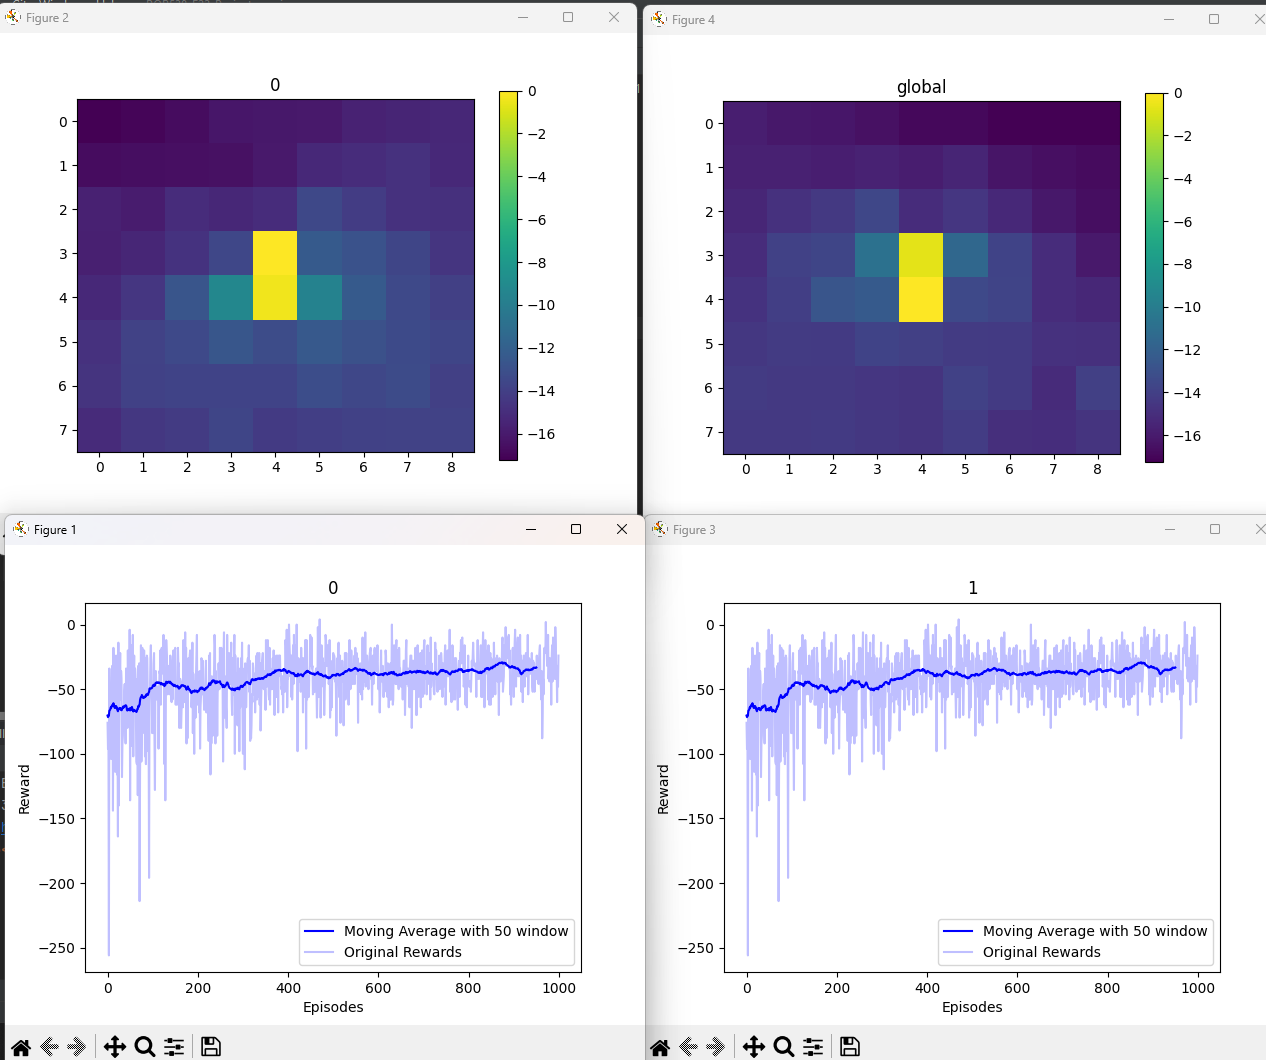 Figure 2
0
0
1
2
3
4
5
6
7
0 1 2 3 4 5 6 7 8
0
−2
−4
−6
−8
−10
−12
−14
−16
Figure 4
global
0
1
2
3
4
5
6
7
0 1 2 3 4 5 6 7 8
0
−2
−4
−6
−8
−10
−12
−14
−16
Figure 1
0
Reward
0
−50
−100
−150
−200
−250
0 200 400 600 800 1000
Episodes
Moving Average with 50 window
Original Rewards
Figure 3
1
Reward
0
−50
−100
−150
−200
−250
0 200 400 600 800 1000
Episodes
Moving Average with 50 window
Original Rewards